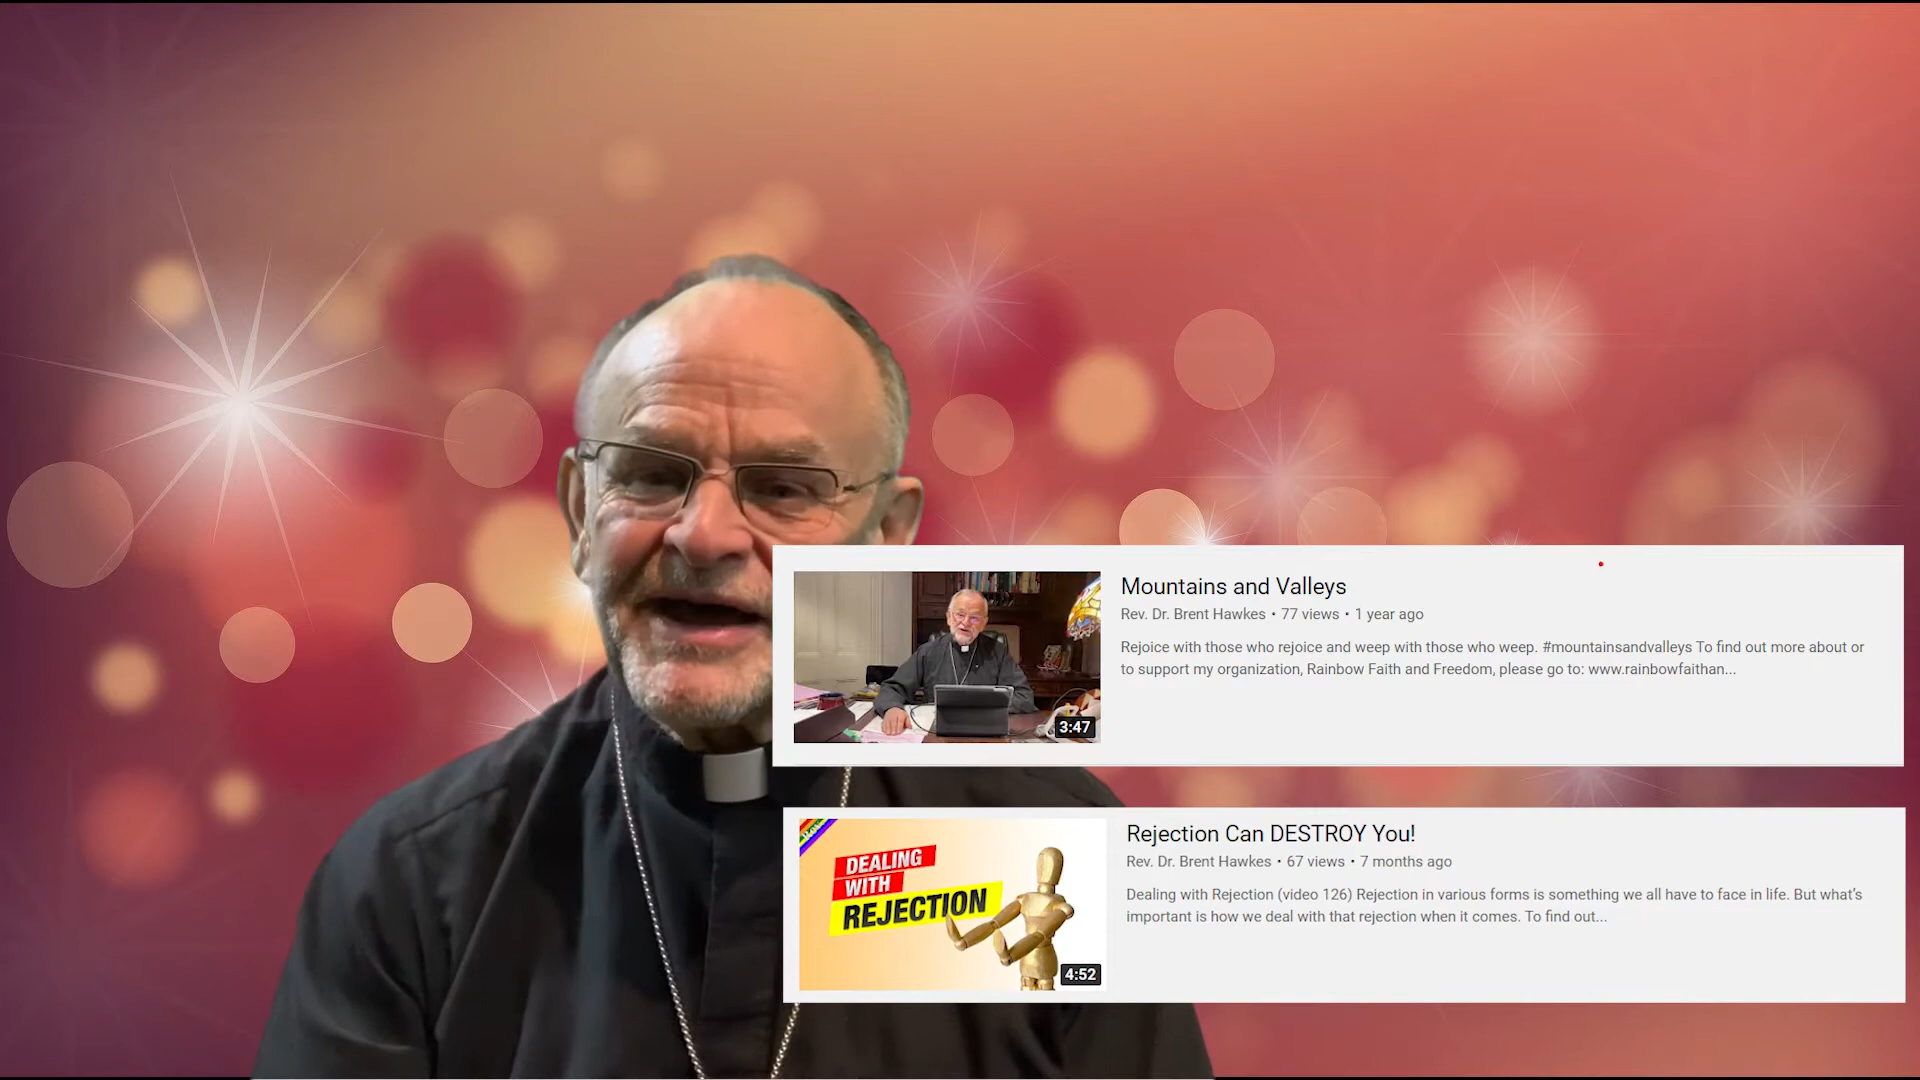 Mountains and Valleys
Rev. Dr. Brent Hawkes • 77 views • 1 year ago
Rejoice with those who rejoice and weep with those who weep. #mountainsandvalleys To find out more about or
to support my organization, Rainbow Faith and Freedom, please go to: www.rainbowfaithan...
3:47
Rejection Can DESTROY You!
Rev. Dr. Brent Hawkes • 67 views • 7 months ago
Dealing with Rejection (video 126) Rejection in various forms is something we all have to face in life. But what's
important is how we deal with that rejection when it comes. To find out...
DEALING
WITH
REJECTION
4:52